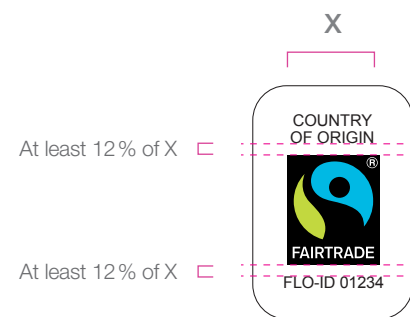 X
COUNTRY
OF ORIGIN
At least 12% of X
®
FAIRTRADE
At least 12% of X
FLO-ID 01234